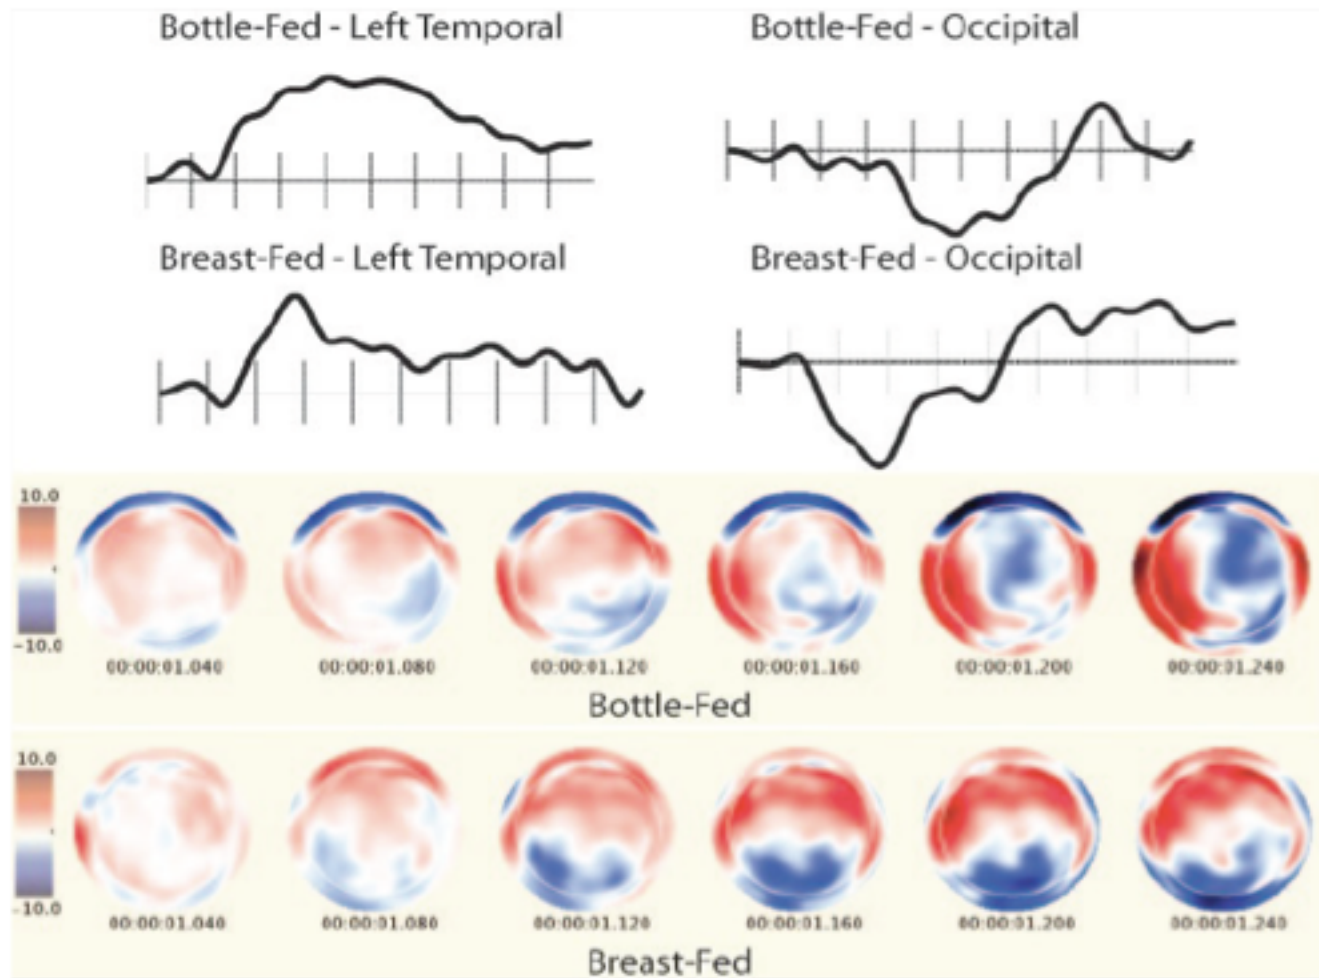 Bottle-Fed - Left Temporal
Bottle-Fed - Occipital
Breast-Fed - Left Temporal
Breast-Fed - Occipital
10.0
-10.0
00:00:01.040
00:00:01.080
00:00:01.120
00:00:01.160
00:00:01.200
00:00:01.240
Bottle-Fed
10.0
-10.0
00:00:01.040
00:00:01.080
00:00:01.120
00:00:01.160
00:00:01.200
00:00:01.240
Breast-Fed